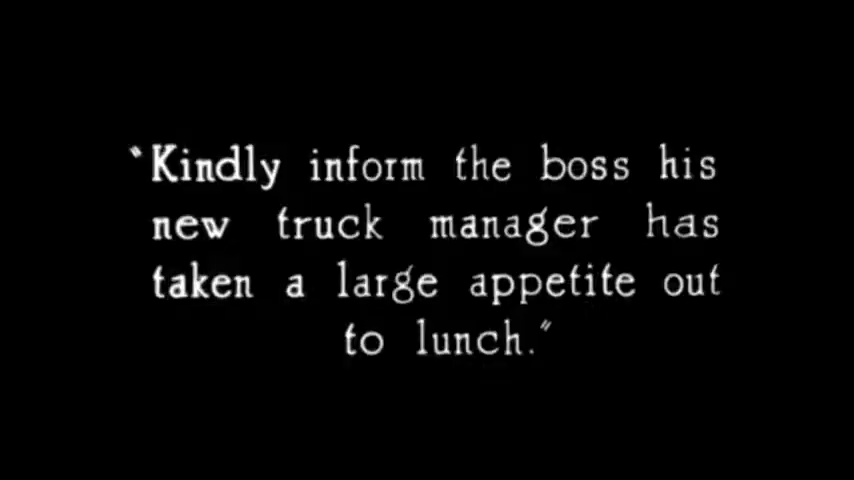 "Kindly inform the boss his
new truck manager has
taken a large appetite out
to lunch."